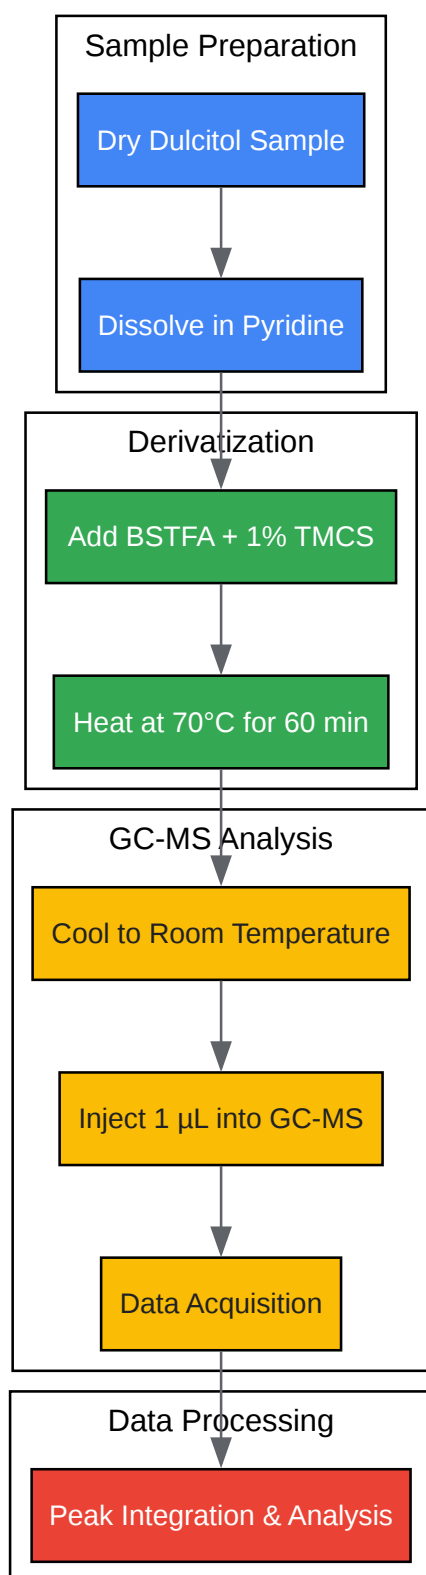 Sample Preparation
Dry Dulcitol Sample
Dissolve in Pyridine
Derivatization
Add BSTFA + 1% TMCS
Heat at 70°C for 60 min
GC-MS Analysis
Cool to Room Temperature
Inject 1 µL into GC-MS
Data Acquisition
Data Processing
Peak Integration & Analysis